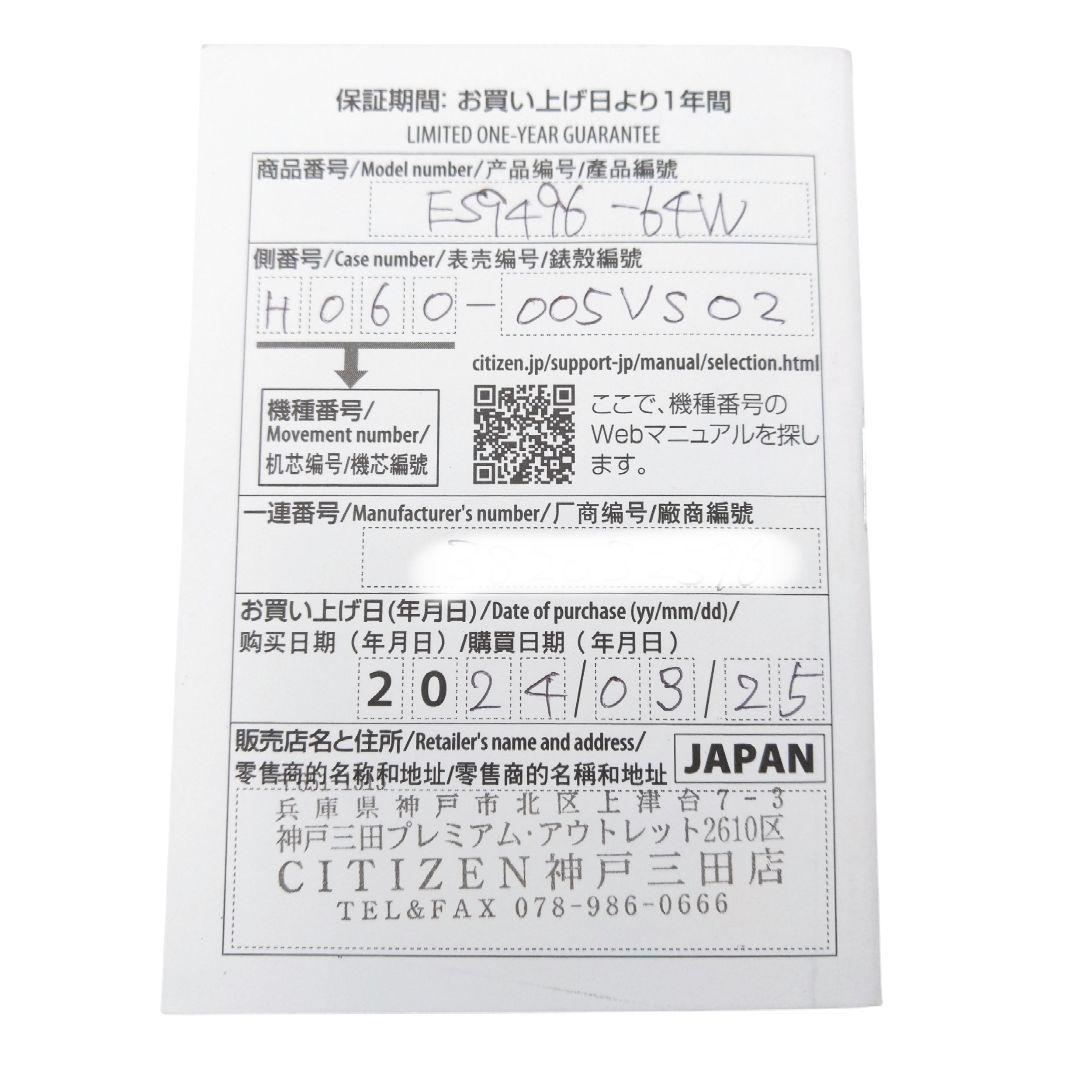 保証期間: お買い上げ日より1年間
LIMITED ONE-YEAR GUARANTEE
商品番号/Model number/产品编号/產品編號
ES9496-64W
側番号/Case number/表壳编号/錶殼編號
H060-005VS02
citizen.jp/support-jp/manual/selection.html
機種番号/
Movement number/
机芯编号/機芯編號
ここで、機種番号の
Webマニュアルを探し
ます。
一連番号/Manufacturer's number/厂商编号/廠商編號
お買い上げ日(年月日)/Date of purchase (yy/mm/dd)/
购买日期（年月日）/購買日期（年月日）
2024/03/25
販売店名と住所/Retailer's name and address/
零售商的名称和地址/零售商的名稱和地址
JAPAN
兵庫県神戸市北区上津台7-3
神戸三田プレミアム・アウトレット2610区
CITIZEN神戸三田店
TEL&FAX 078-986-0666